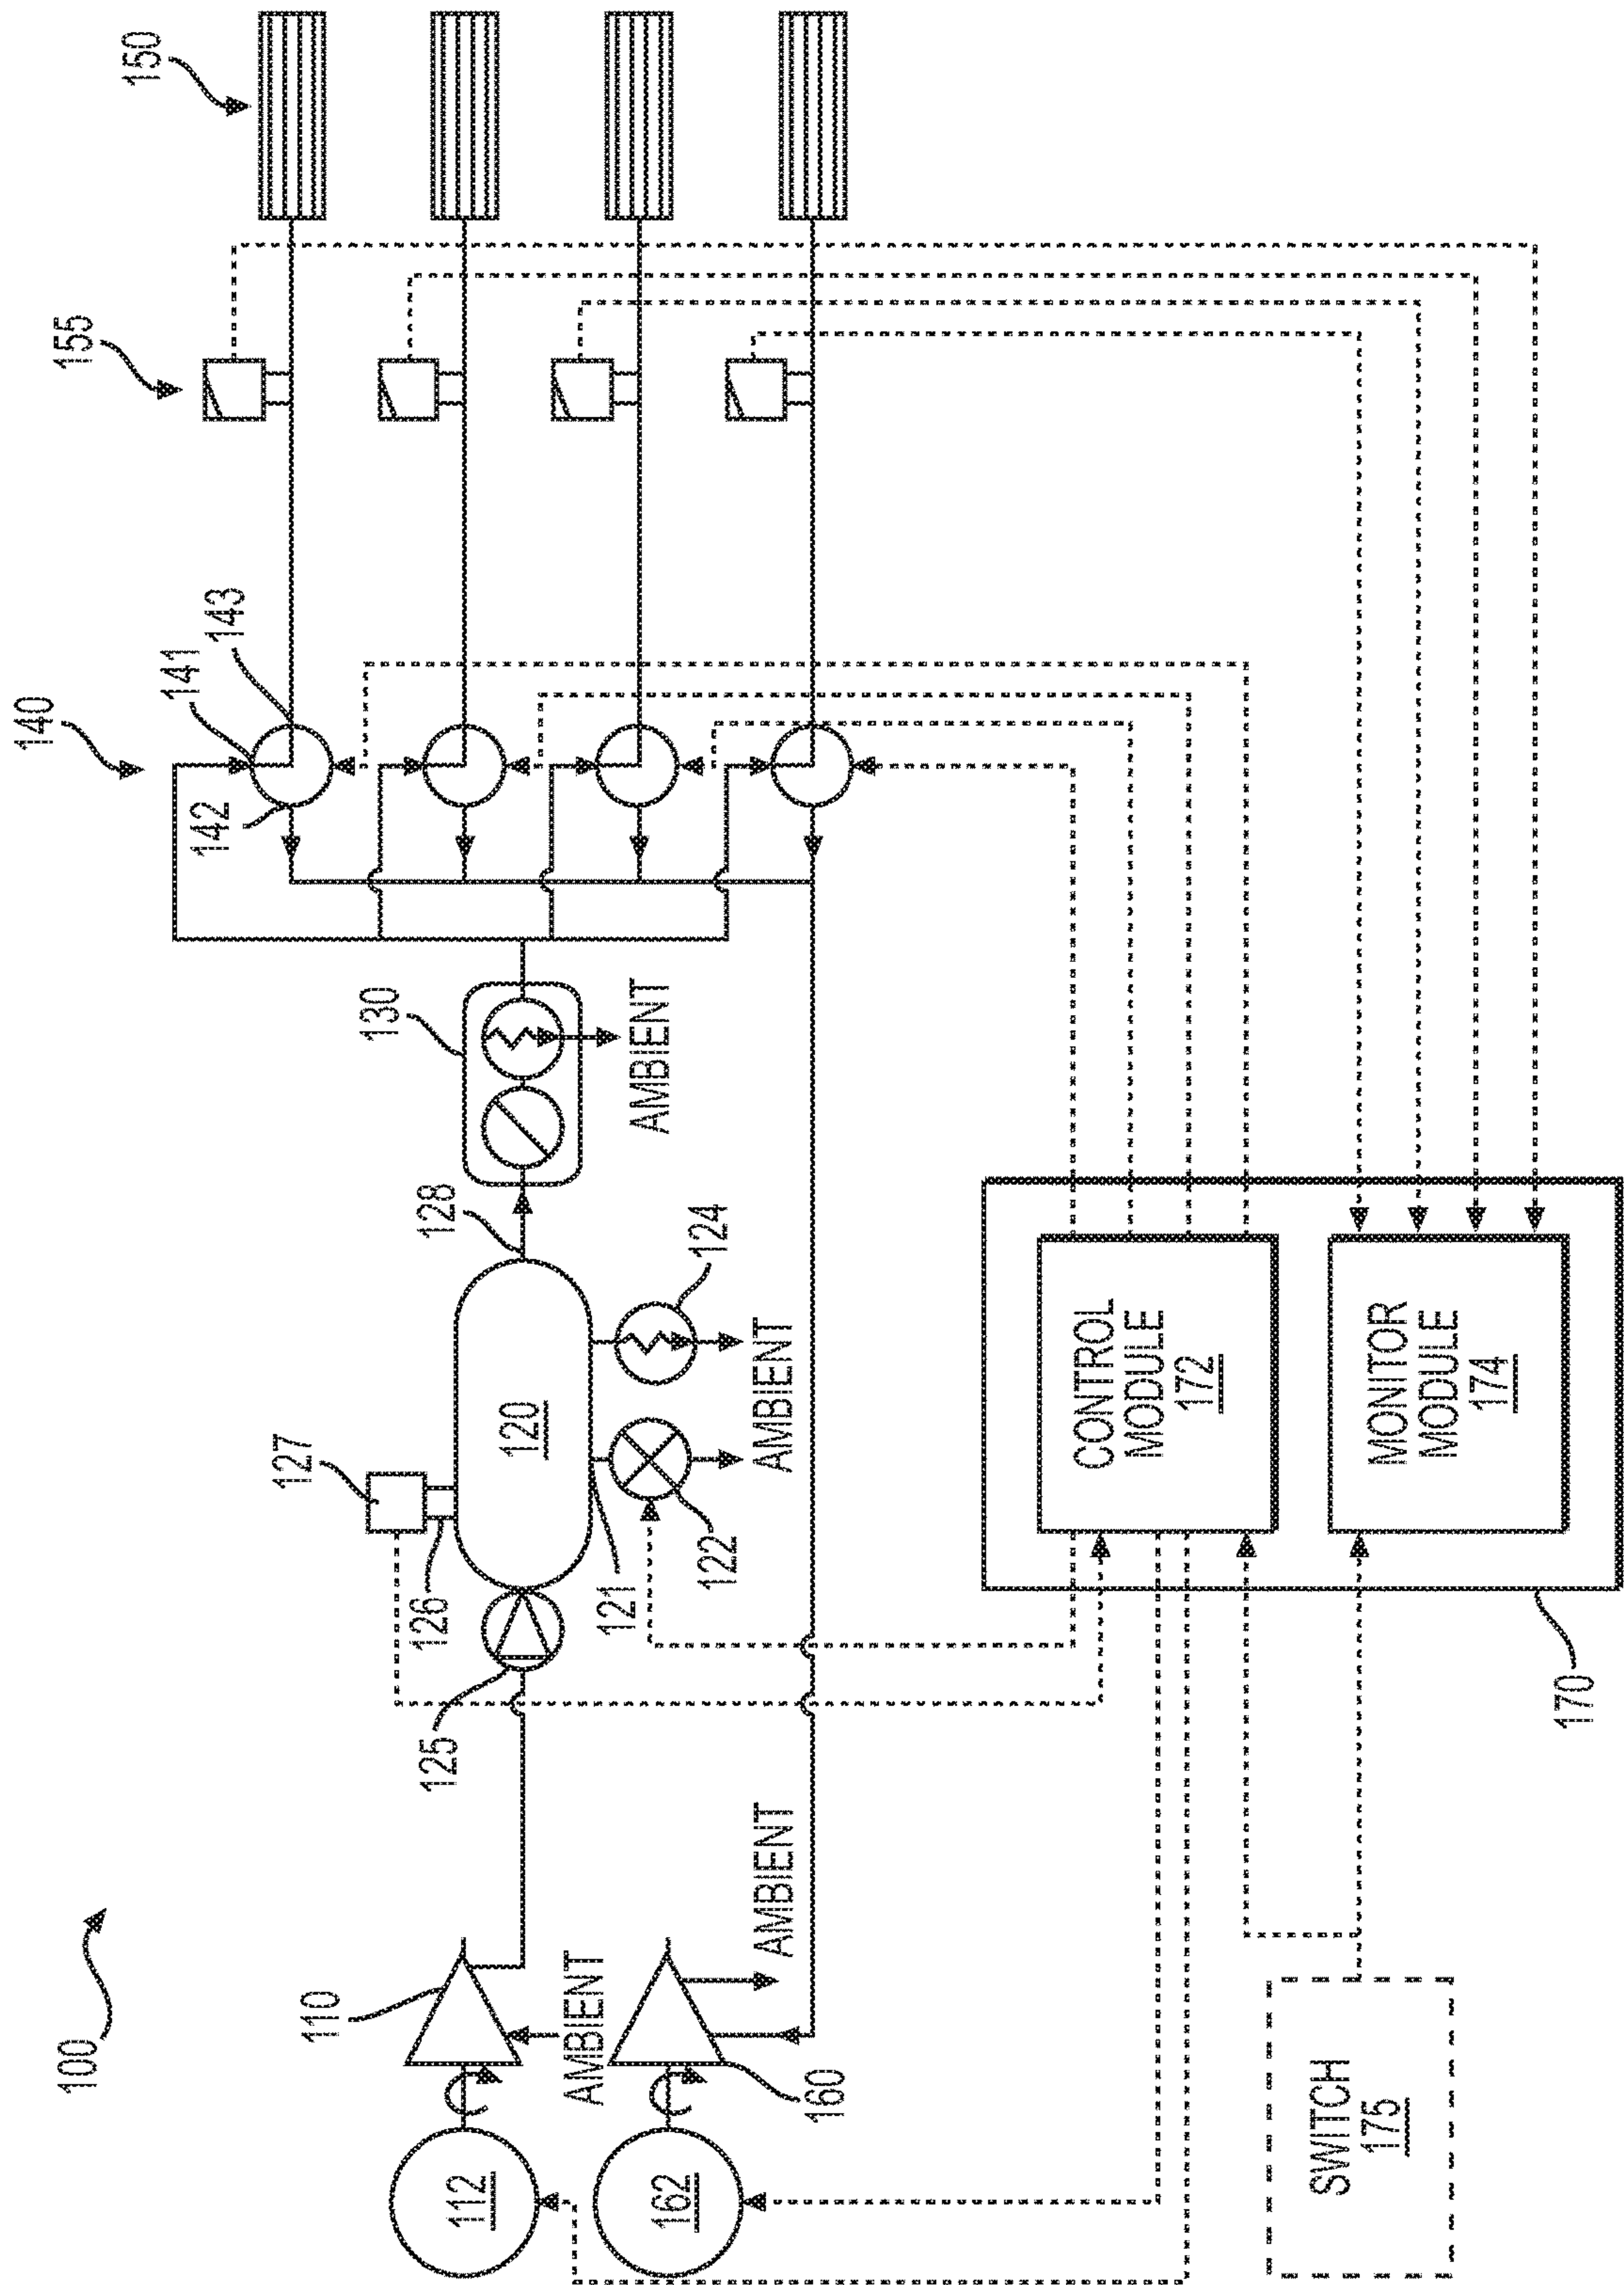 100
112
110
AMBIENT
162
160
AMBIENT
125
126
127
120
121
122
124
AMBIENT
128
130
AMBIENT
140
141
142
143
155
150
CONTROL
MODULE
172
MONITOR
MODULE
174
170
SWITCH
175